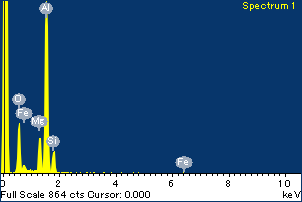 Spectrum 1
Al
O
Fe
Mg
Si
Fe
0 2 4 6 8 10
Full Scale 864 cts Cursor: 0.000 keV